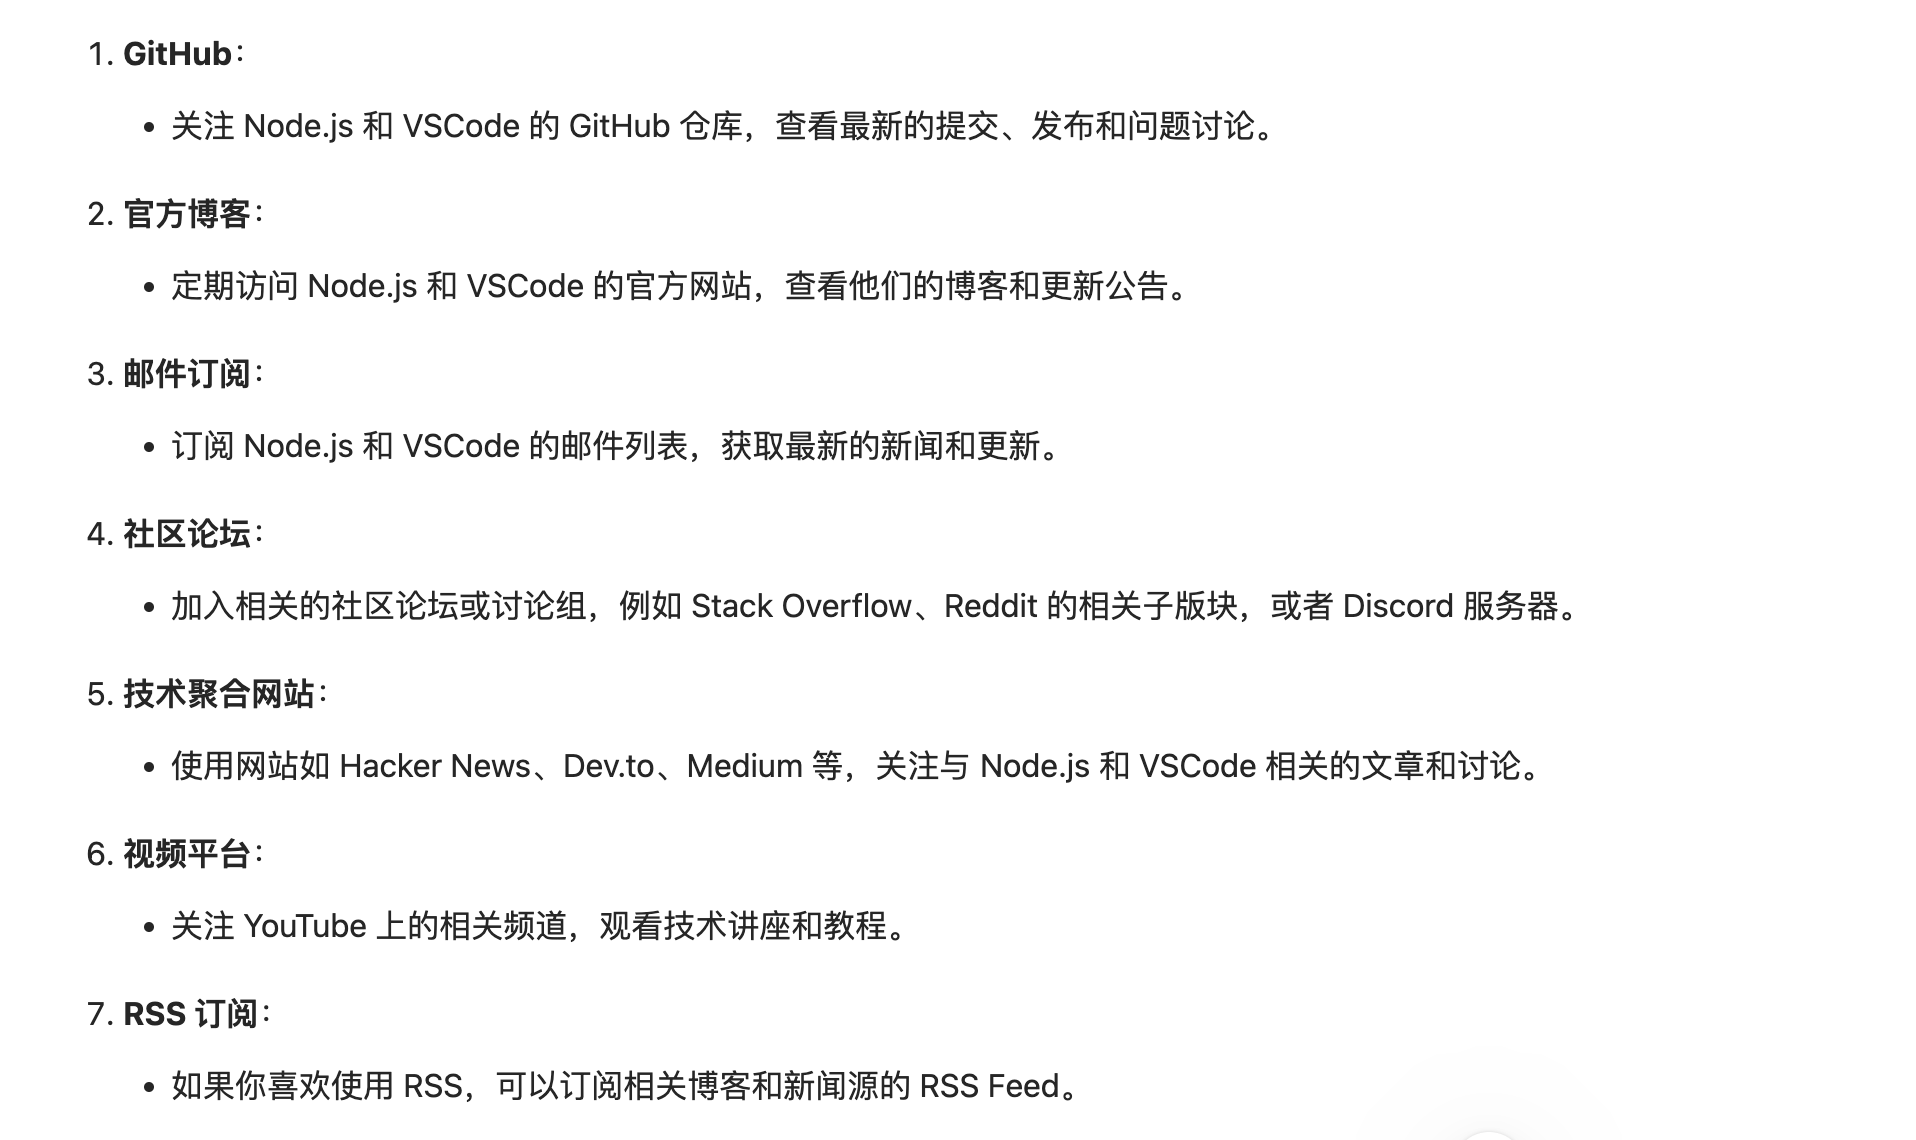 1. GitHub：
• 关注 Node.js 和 VSCode 的 GitHub 仓库，查看最新的提交、发布和问题讨论。
2. 官方博客：
• 定期访问 Node.js 和 VSCode 的官方网站，查看他们的博客和更新公告。
3. 邮件订阅：
• 订阅 Node.js 和 VSCode 的邮件列表，获取最新的新闻和更新。
4. 社区论坛：
• 加入相关的社区论坛或讨论组，例如 Stack Overflow、Reddit 的相关子版块，或者 Discord 服务器。
5. 技术聚合网站：
• 使用网站如 Hacker News、Dev.to、Medium 等，关注与 Node.js 和 VSCode 相关的文章和讨论。
6. 视频平台：
• 关注 YouTube 上的相关频道，观看技术讲座和教程。
7. RSS 订阅：
• 如果你喜欢使用 RSS，可以订阅相关博客和新闻源的 RSS Feed。